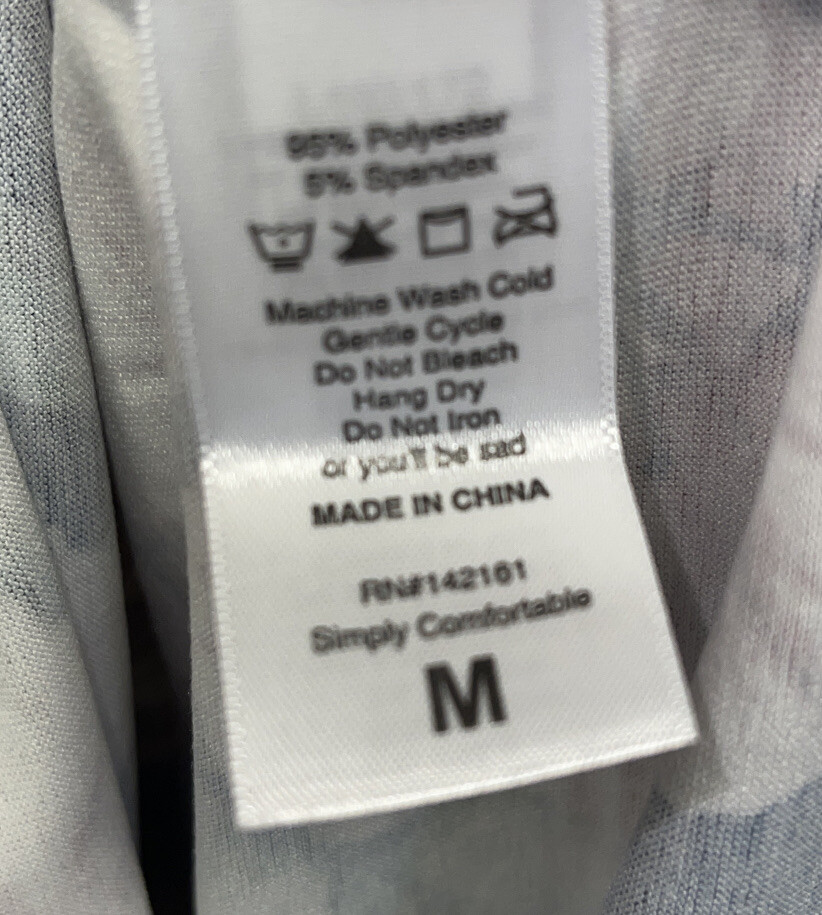 95% Polyester
5% Spandex
Machine Wash Cold
Gentle Cycle
Do Not Bleach
Hang Dry
Do Not Iron
or you'll be sad
MADE IN CHINA
RN#142161
Simply Comfortable
M